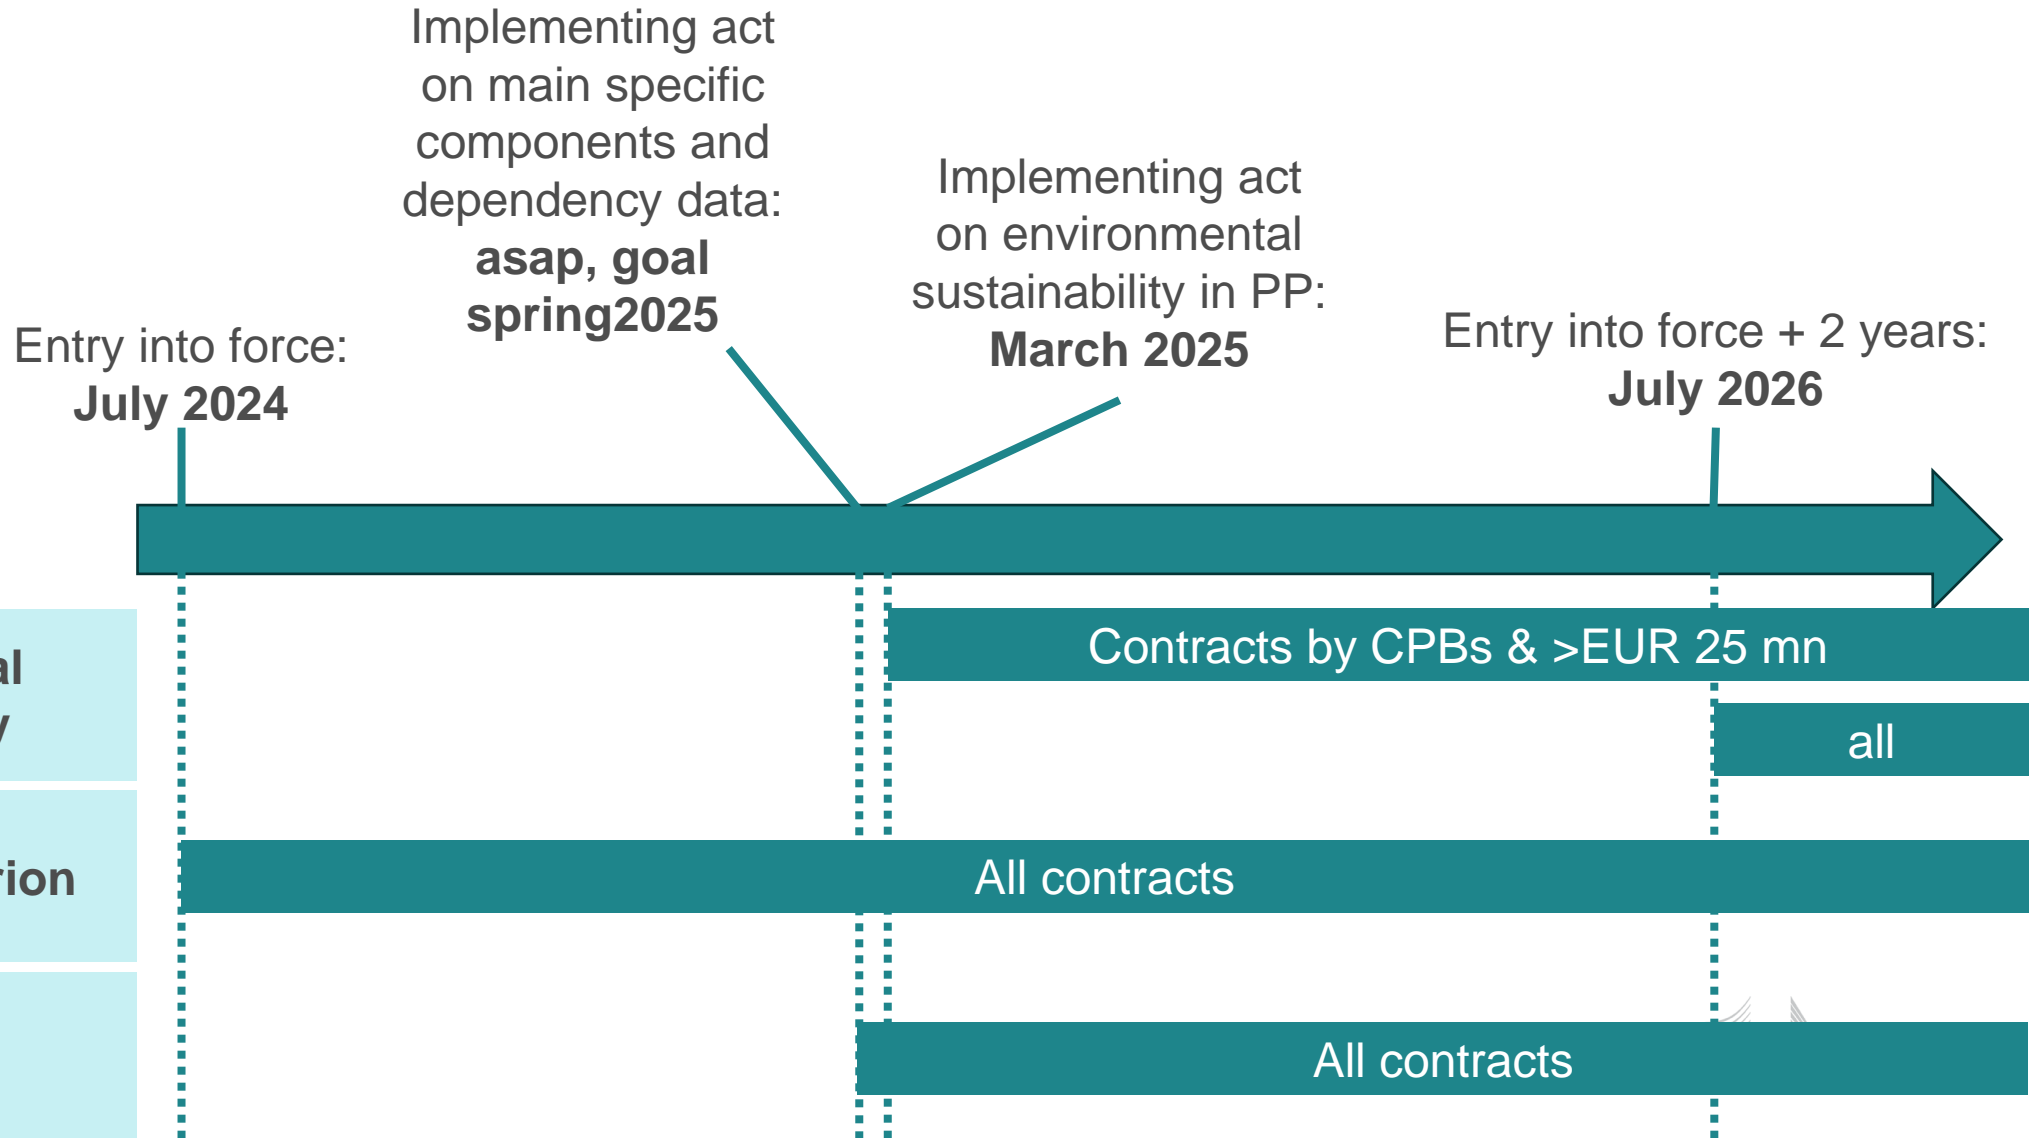 Implementing act
on main specific
components and
dependency data:
asap, goal
spring2025
Implementing act
on environmental
sustainability in PP:
March 2025
Entry into force:
July 2024
Entry into force + 2 years:
July 2026
Contracts by CPBs & >EUR 25 mn
all
All contracts
All contracts